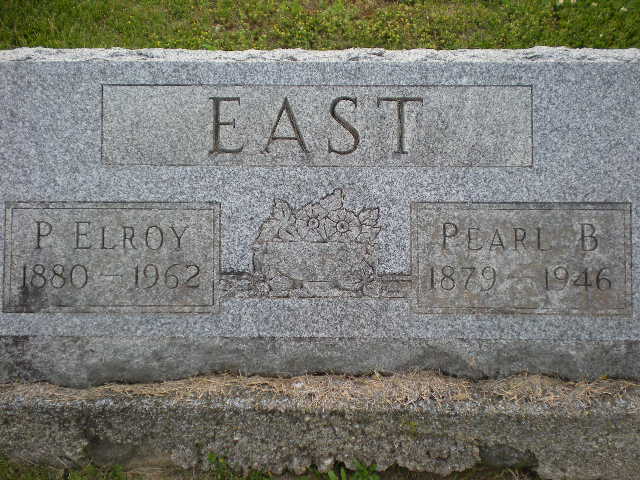 EAST
P. ELROY
1880 - 1962
PEARL B
1879 - 1946